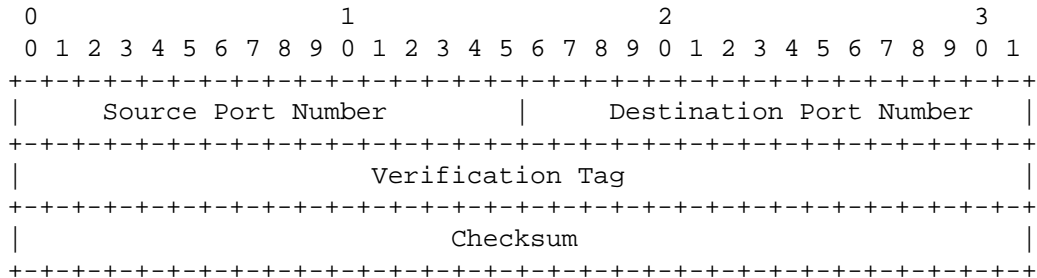 0                   1                   2                   3
0 1 2 3 4 5 6 7 8 9 0 1 2 3 4 5 6 7 8 9 0 1 2 3 4 5 6 7 8 9 0 1
+-+-+-+-+-+-+-+-+-+-+-+-+-+-+-+-+-+-+-+-+-+-+-+-+-+-+-+-+-+-+-+-+
|     Source Port Number        |     Destination Port Number   |
+-+-+-+-+-+-+-+-+-+-+-+-+-+-+-+-+-+-+-+-+-+-+-+-+-+-+-+-+-+-+-+-+
|                      Verification Tag                         |
+-+-+-+-+-+-+-+-+-+-+-+-+-+-+-+-+-+-+-+-+-+-+-+-+-+-+-+-+-+-+-+-+
|                           Checksum                            |
+-+-+-+-+-+-+-+-+-+-+-+-+-+-+-+-+-+-+-+-+-+-+-+-+-+-+-+-+-+-+-+-+